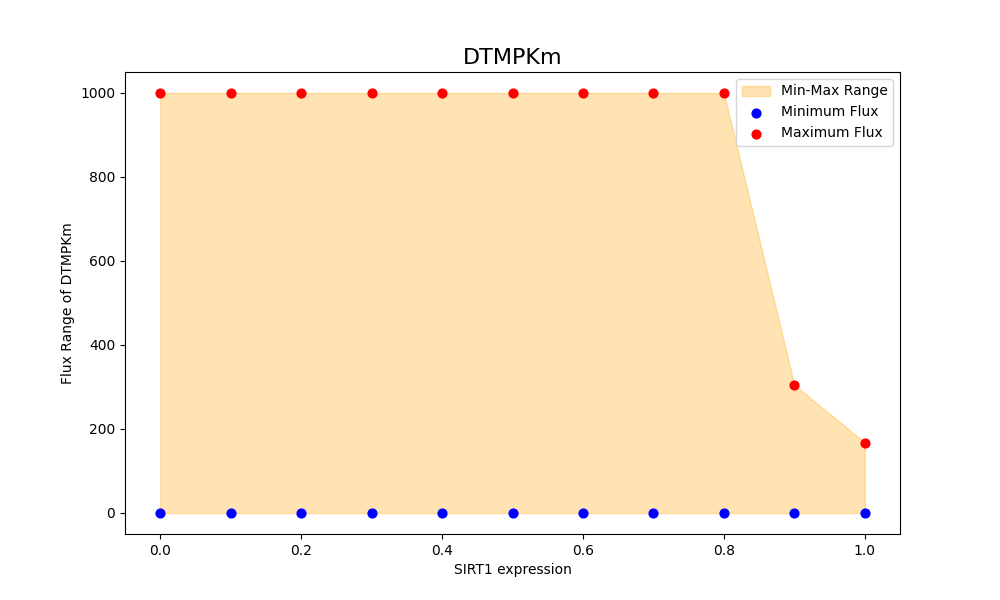 DTMPKm
1000
800
600
400
200
0
Flux Range of DTMPKm
Min-Max Range
Minimum Flux
Maximum Flux
0.0 0.2 0.4 0.6 0.8 1.0
SIRT1 expression